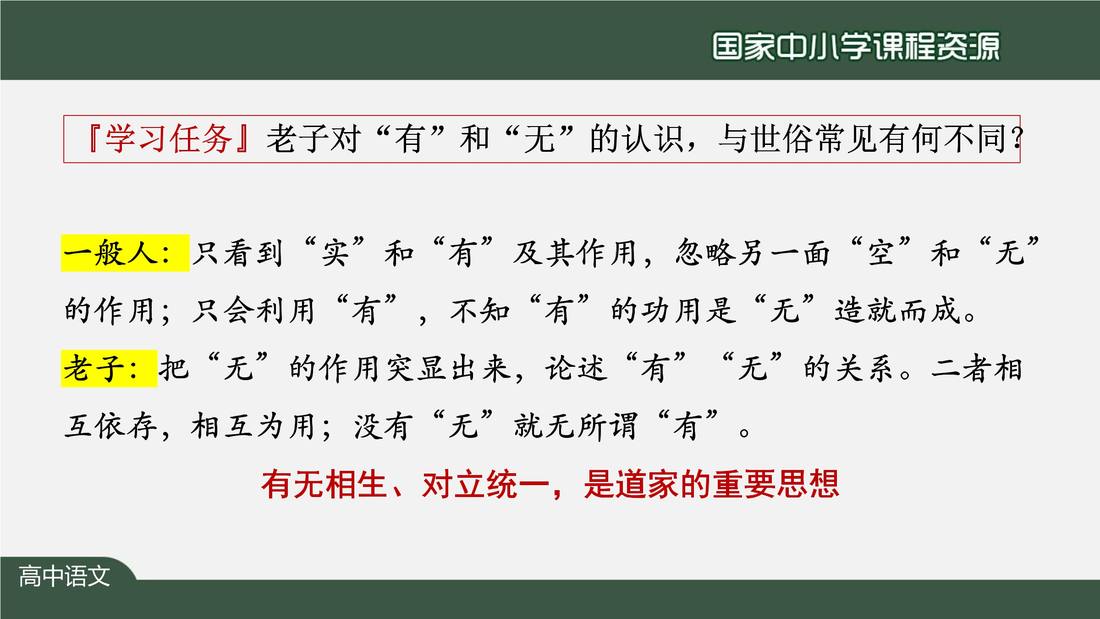 国家中小学课程资源
『学习任务』老子对“有”和“无”的认识，与世俗常见有何不同？
一般人：只看到“实”和“有”及其作用，忽略另一面“空”和“无”
的作用；只会利用“有”，不知“有”的功用是“无”造就而成。
老子：把“无”的作用突显出来，论述“有”“无”的关系。二者相
互依存，相互为用；没有“无”就无所谓“有”。
有无相生、对立统一，是道家的重要思想
高中语文